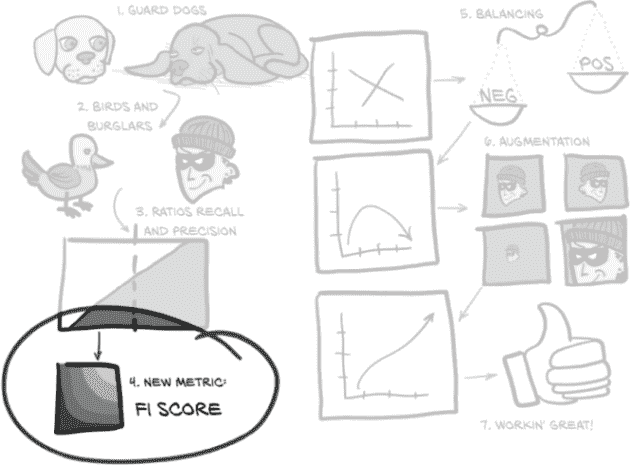 1. GUARD DOGS
2. BIRDS AND
BURGLARS
3. RATIOS RECALL
AND PRECISION
4. NEW METRIC:
F1 SCORE
5. BALANCING
NEG
POS
6. AUGMENTATION
7. WORKIN' GREAT!